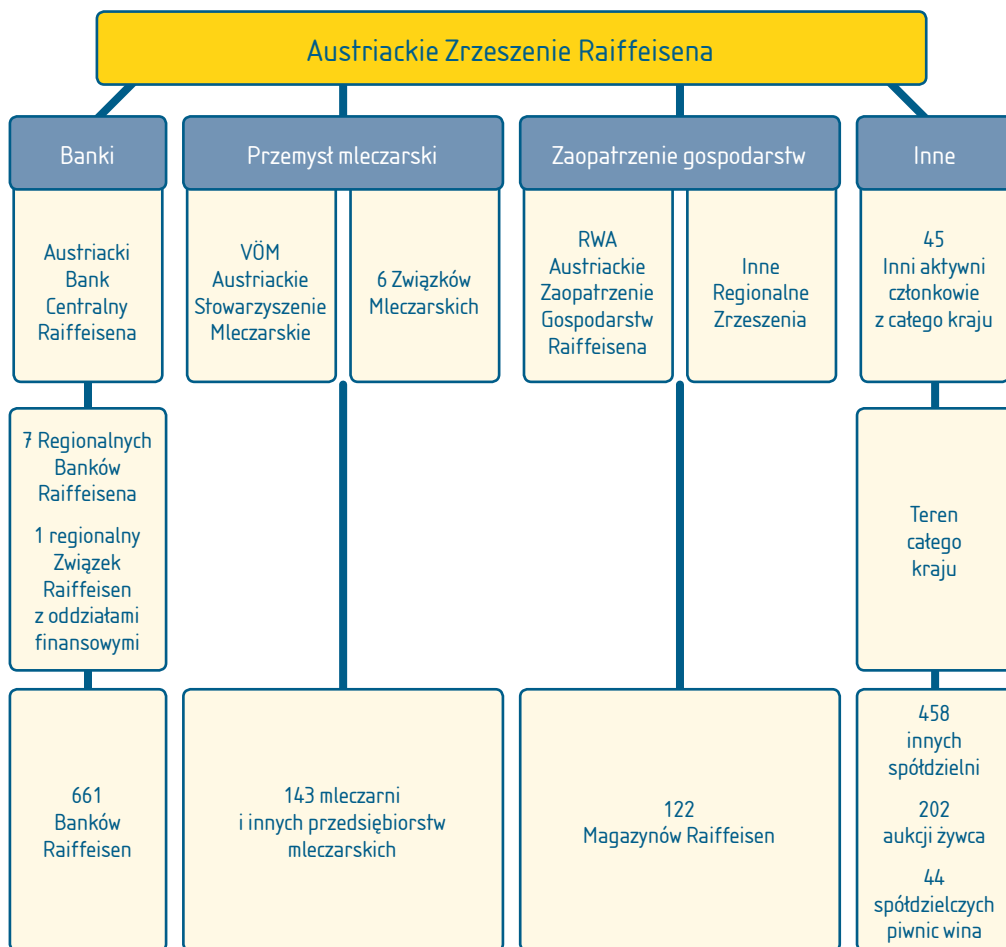 Austriackie Zrzeszenie Raiffeisena
Banki
Przemysł mleczarski
Zaopatrzenie gospodarstw
Inne
Austriacki
Bank
Centralny
Raiffeisena
VÖM
Austriackie
Stowarzyszenie
Mleczarskie
6 Związków
Mleczarskich
RWA
Austriackie
Zaopatrzenie
Gospodarstw
Raiffeisena
Inne
Regionalne
Zrzeszenia
45
Inni aktywni
członkowie
z całego kraju
7 Regionalnych
Banków
Raiffeisena
1 regionalny
Związek
Raiffeisen
z oddziałami
finansowymi
Teren
całego
kraju
661
Banków
Raiffeisen
143 mleczarni
i innych przedsiębiorstw
mleczarskich
122
Magazynów Raiffeisen
458
innych
spółdzielni
202
aukcji żywca
44
spółdzielczych
piwnic wina